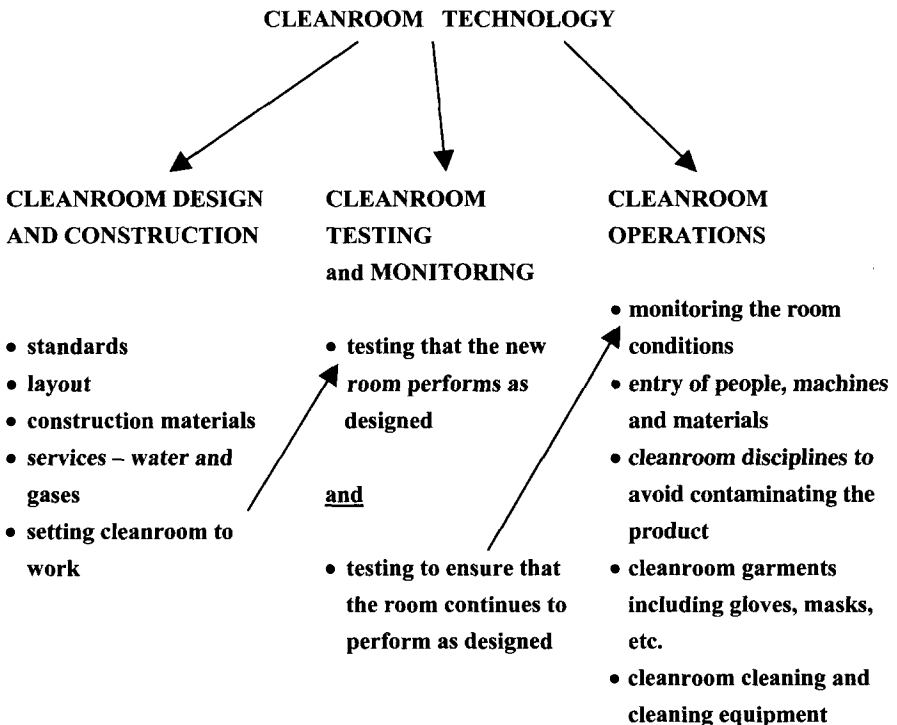 CLEANROOM TECHNOLOGY
CLEANROOM DESIGN
AND CONSTRUCTION
• standards
• layout
• construction materials
• services – water and
gases
• setting cleanroom to
work
CLEANROOM
TESTING
and MONITORING
• testing that the new
room performs as
designed
and
• testing to ensure that
the room continues to
perform as designed
CLEANROOM
OPERATIONS
• monitoring the room
conditions
• entry of people, machines
and materials
• cleanroom disciplines to
avoid contaminating the
product
• cleanroom garments
including gloves, masks,
etc.
• cleanroom cleaning and
cleaning equipment